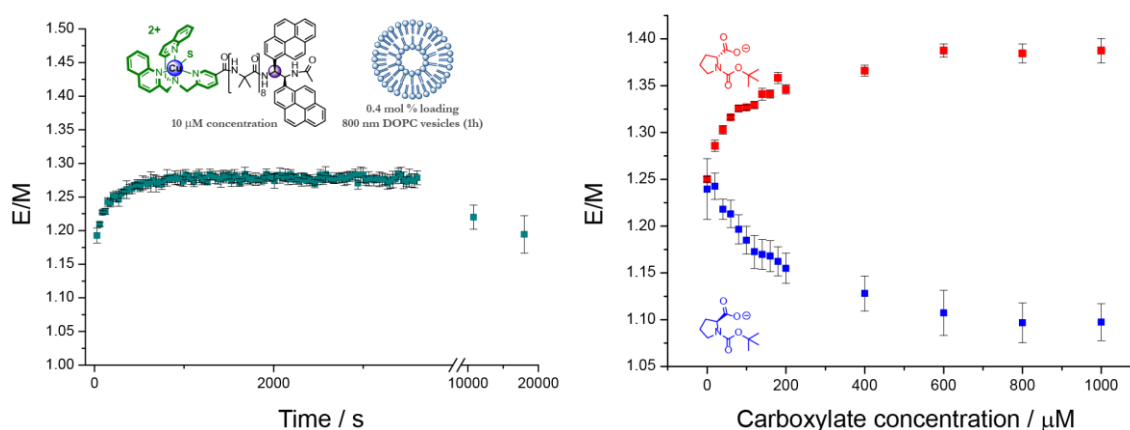 1.50
1.45
1.40
1.35
1.30
1.25
1.20
1.15
1.10
1.05
1.00
E/M
2+
N
S
Cu
N
N
N
O
N
H
O
8
N
H
H
N
O
10 μM concentration
0.4 mol % loading
800 nm DOPC vesicles (1h)
0
2000
10000
20000
Time / s
1.40
1.35
1.30
1.25
1.20
1.15
1.10
1.05
E/M
O
O⊖
N
O
O
O
O⊖
N
O
O
0
200
400
600
800
1000
Carboxylate concentration / μM